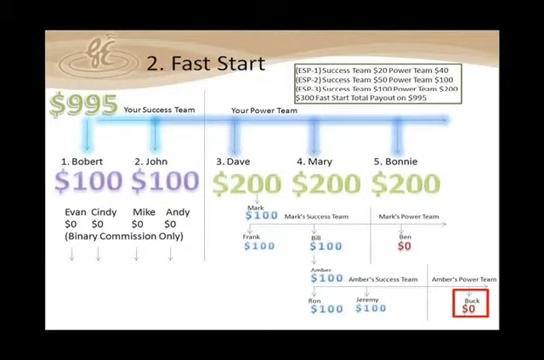 2. Fast Start
(ESP-1) Success Team $20 Power Team $40
(ESP-2) Success Team $50 Power Team $100
(ESP-3) Success Team $100 Power Team $200
$300 Fast Start Total Payout on $995
$995
Your Success Team
Your Power Team
1. Bobert
2. John
3. Dave
4. Mary
5. Bonnie
$100
$100
$200
$200
$200
Evan Cindy Mike Andy
$0 $0 $0 $0
(Binary Commission Only)
Mark
$100
Mark's Success Team
Mark's Power Team
Frank
$100
Bill
$100
Ben
$0
Amber
$100
Amber's Success Team
Amber's Power Team
Ron
$100
Jeremy
$100
Buck
$0